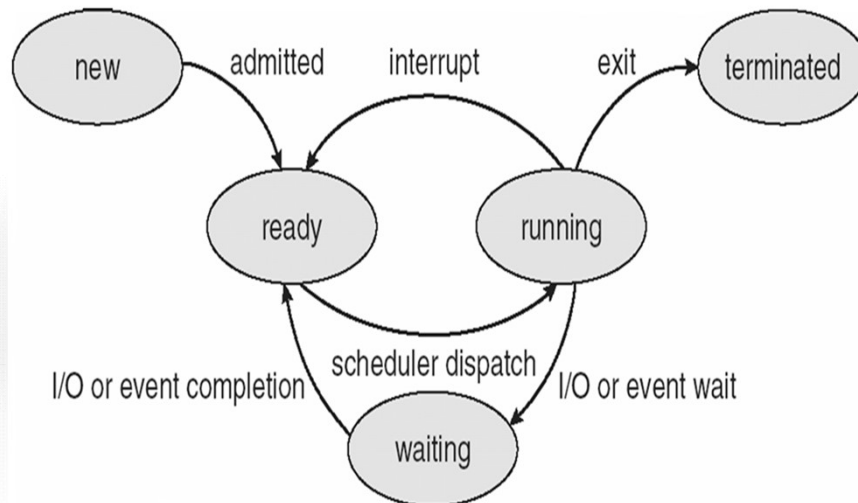 new
admitted
interrupt
exit
terminated
ready
running
scheduler dispatch
I/O or event completion
I/O or event wait
waiting